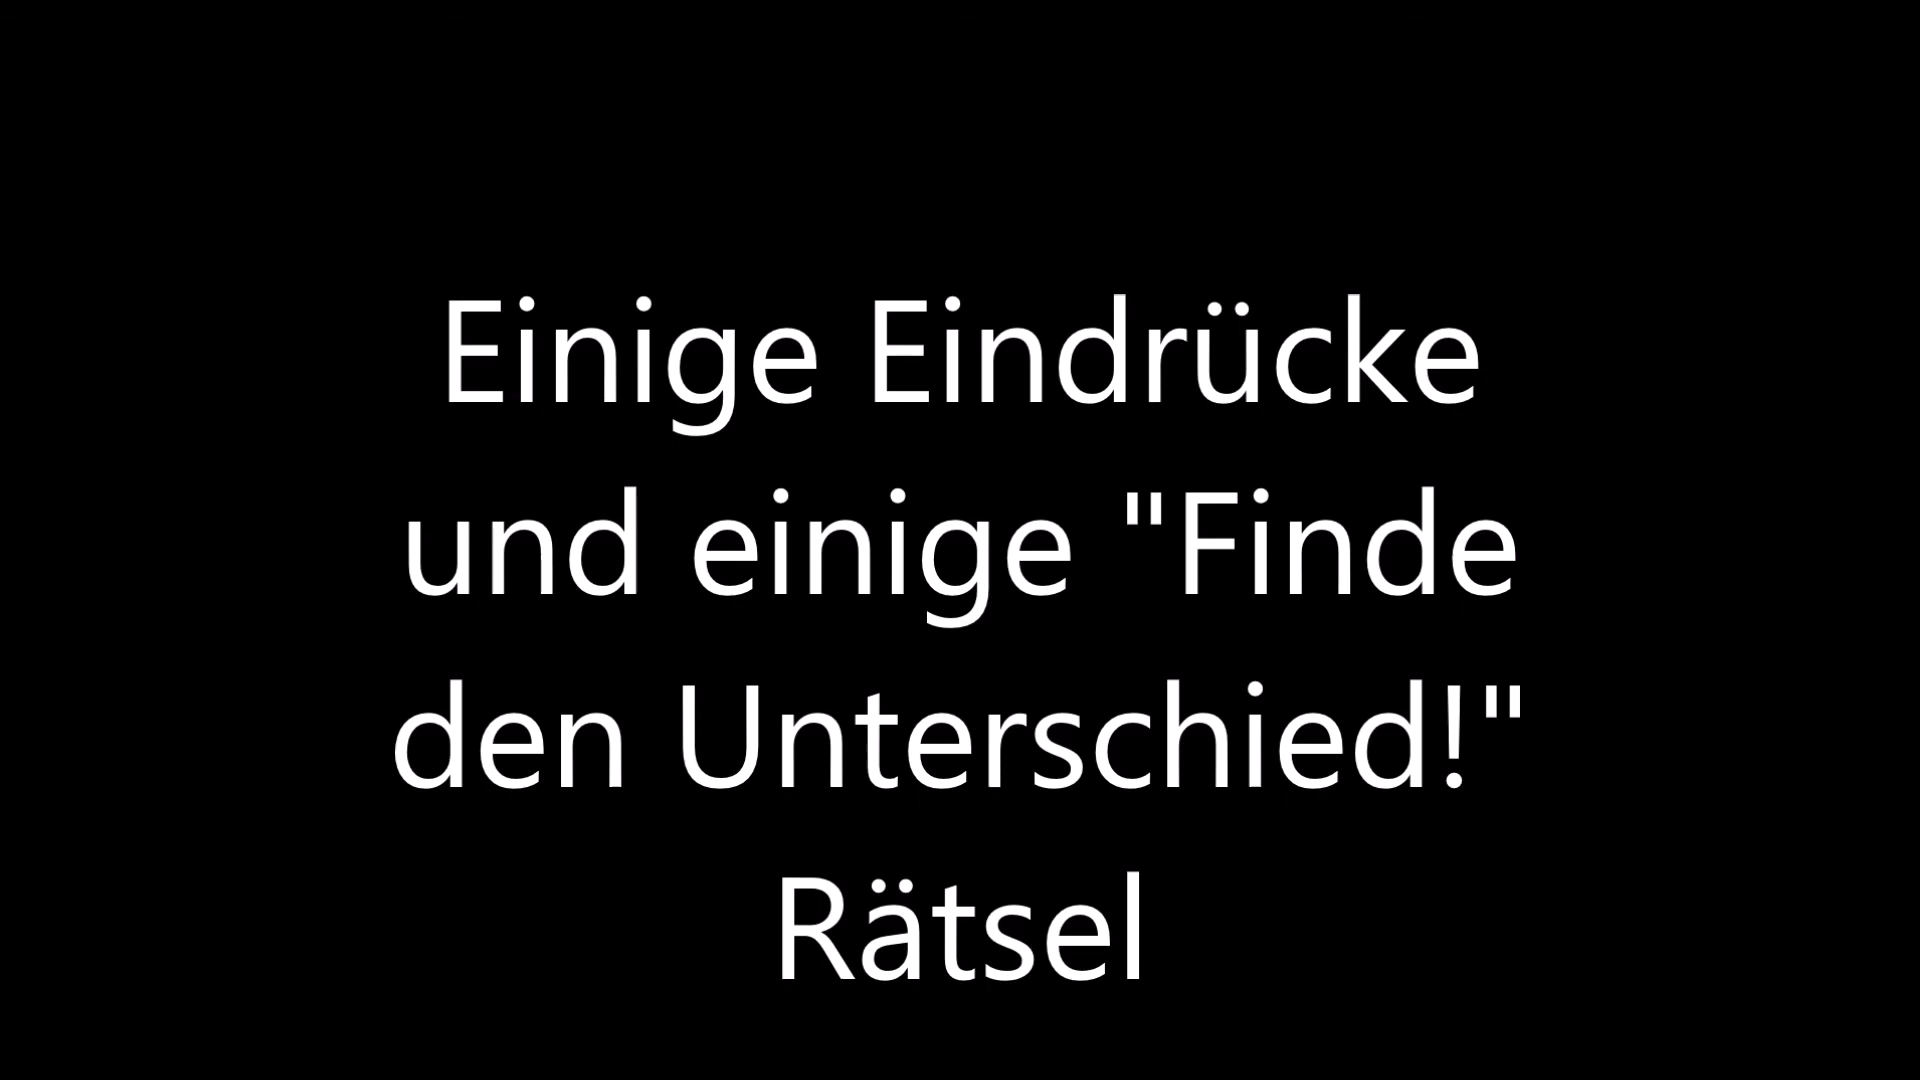 Einige Eindrücke
und einige "Finde
den Unterschied!"
Rätsel